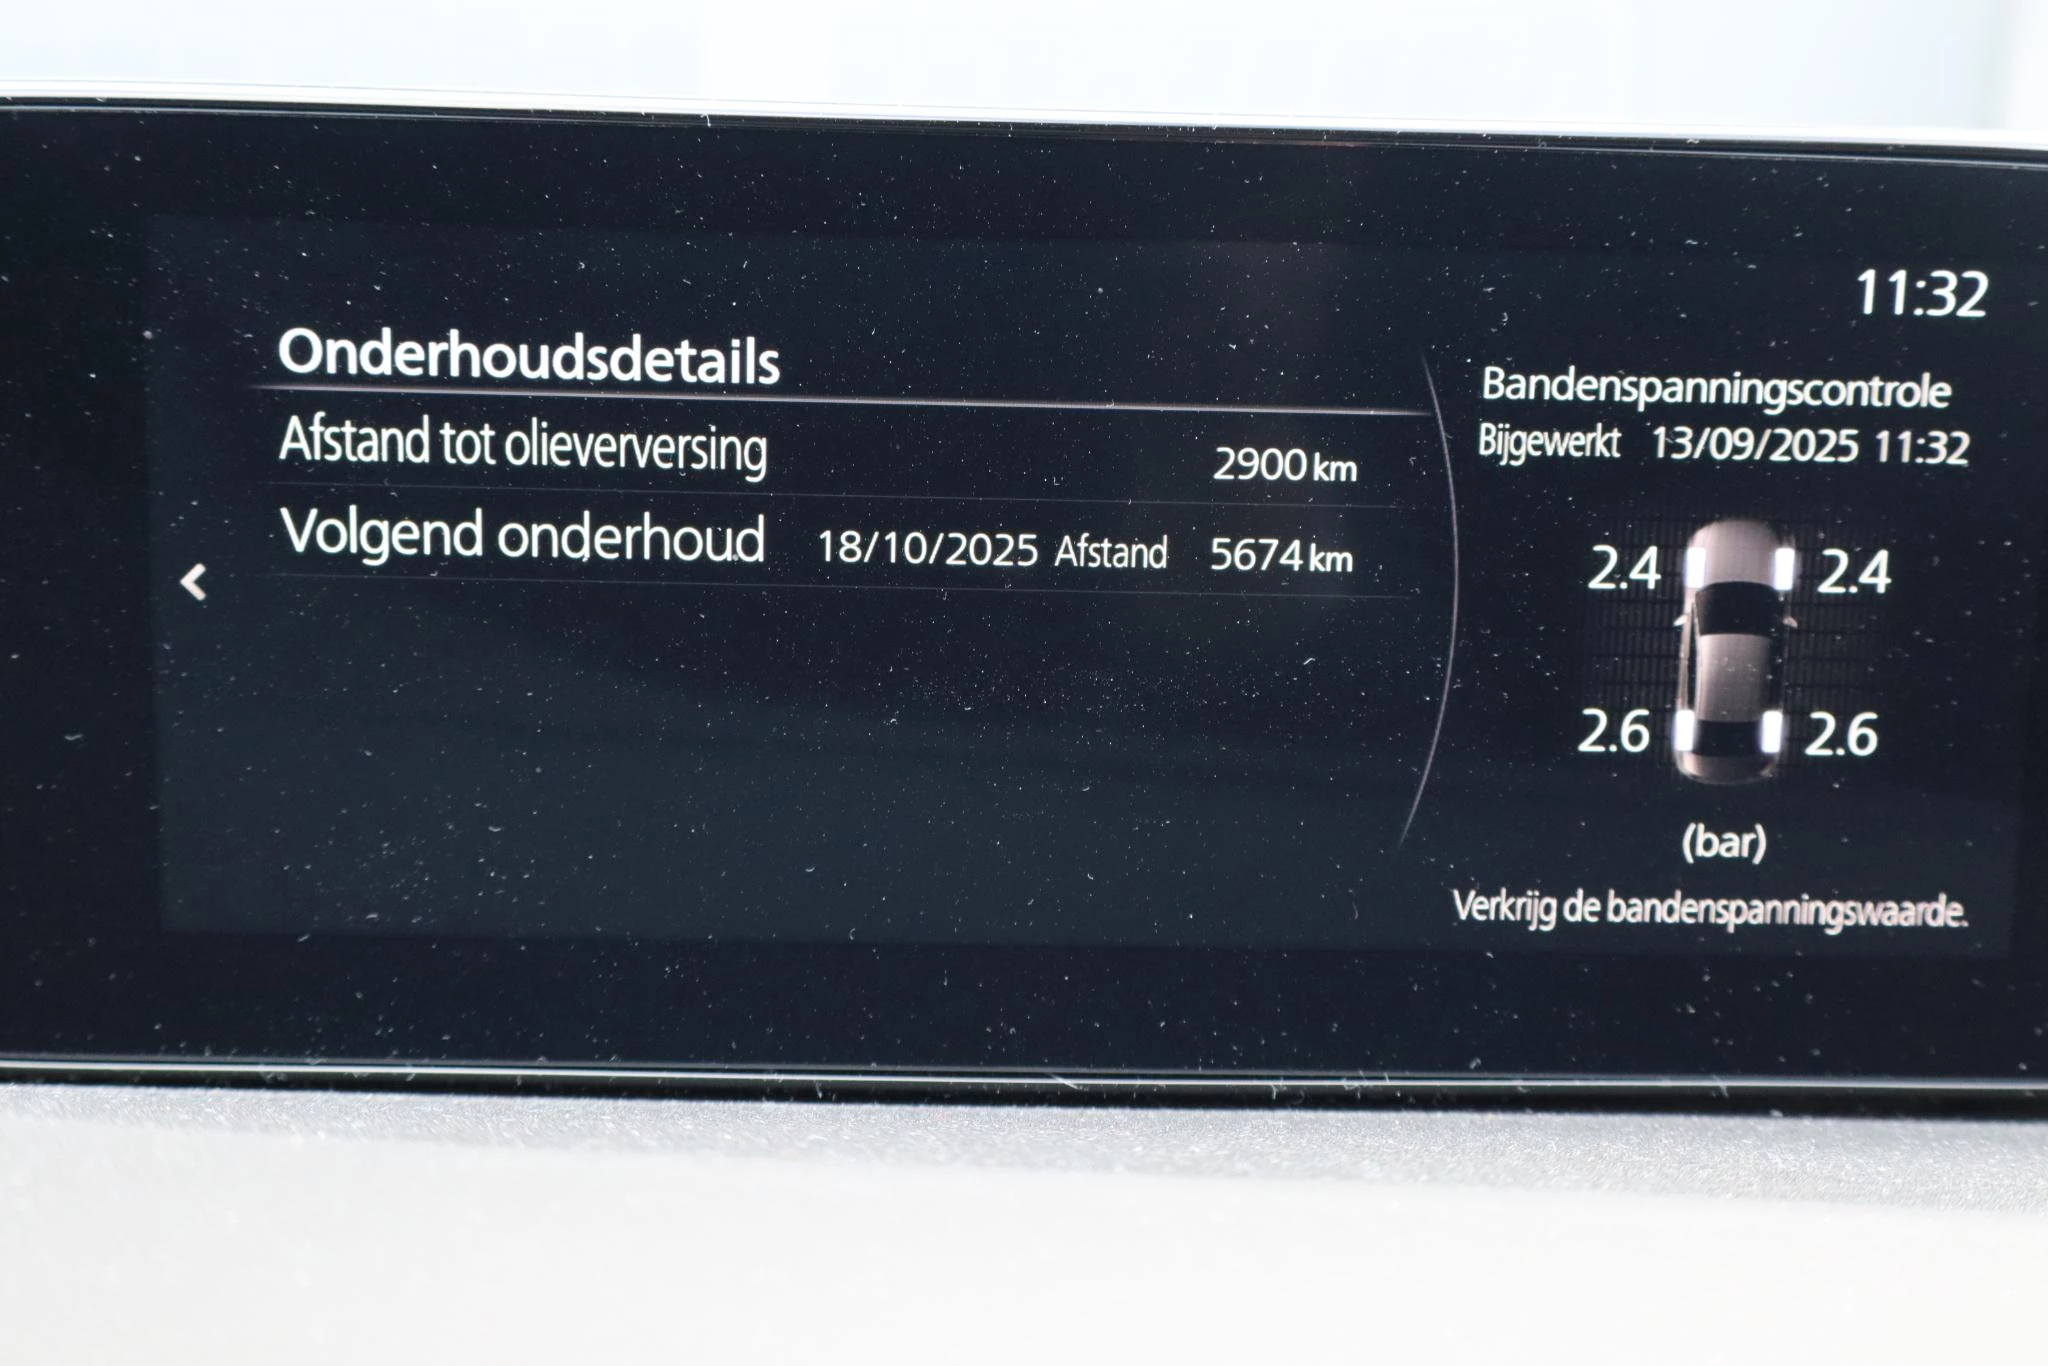 11:32
Onderhoudsdetails
Afstand tot olieverversing 2900 km
Volgend onderhoud 18/10/2025 Afstand 5674 km
Bandenspanningscontrole
Bijgewerkt 13/09/2025 11:32
2.4 2.4
2.6 2.6
(bar)
Verkrijg de bandenspanningswaarde.